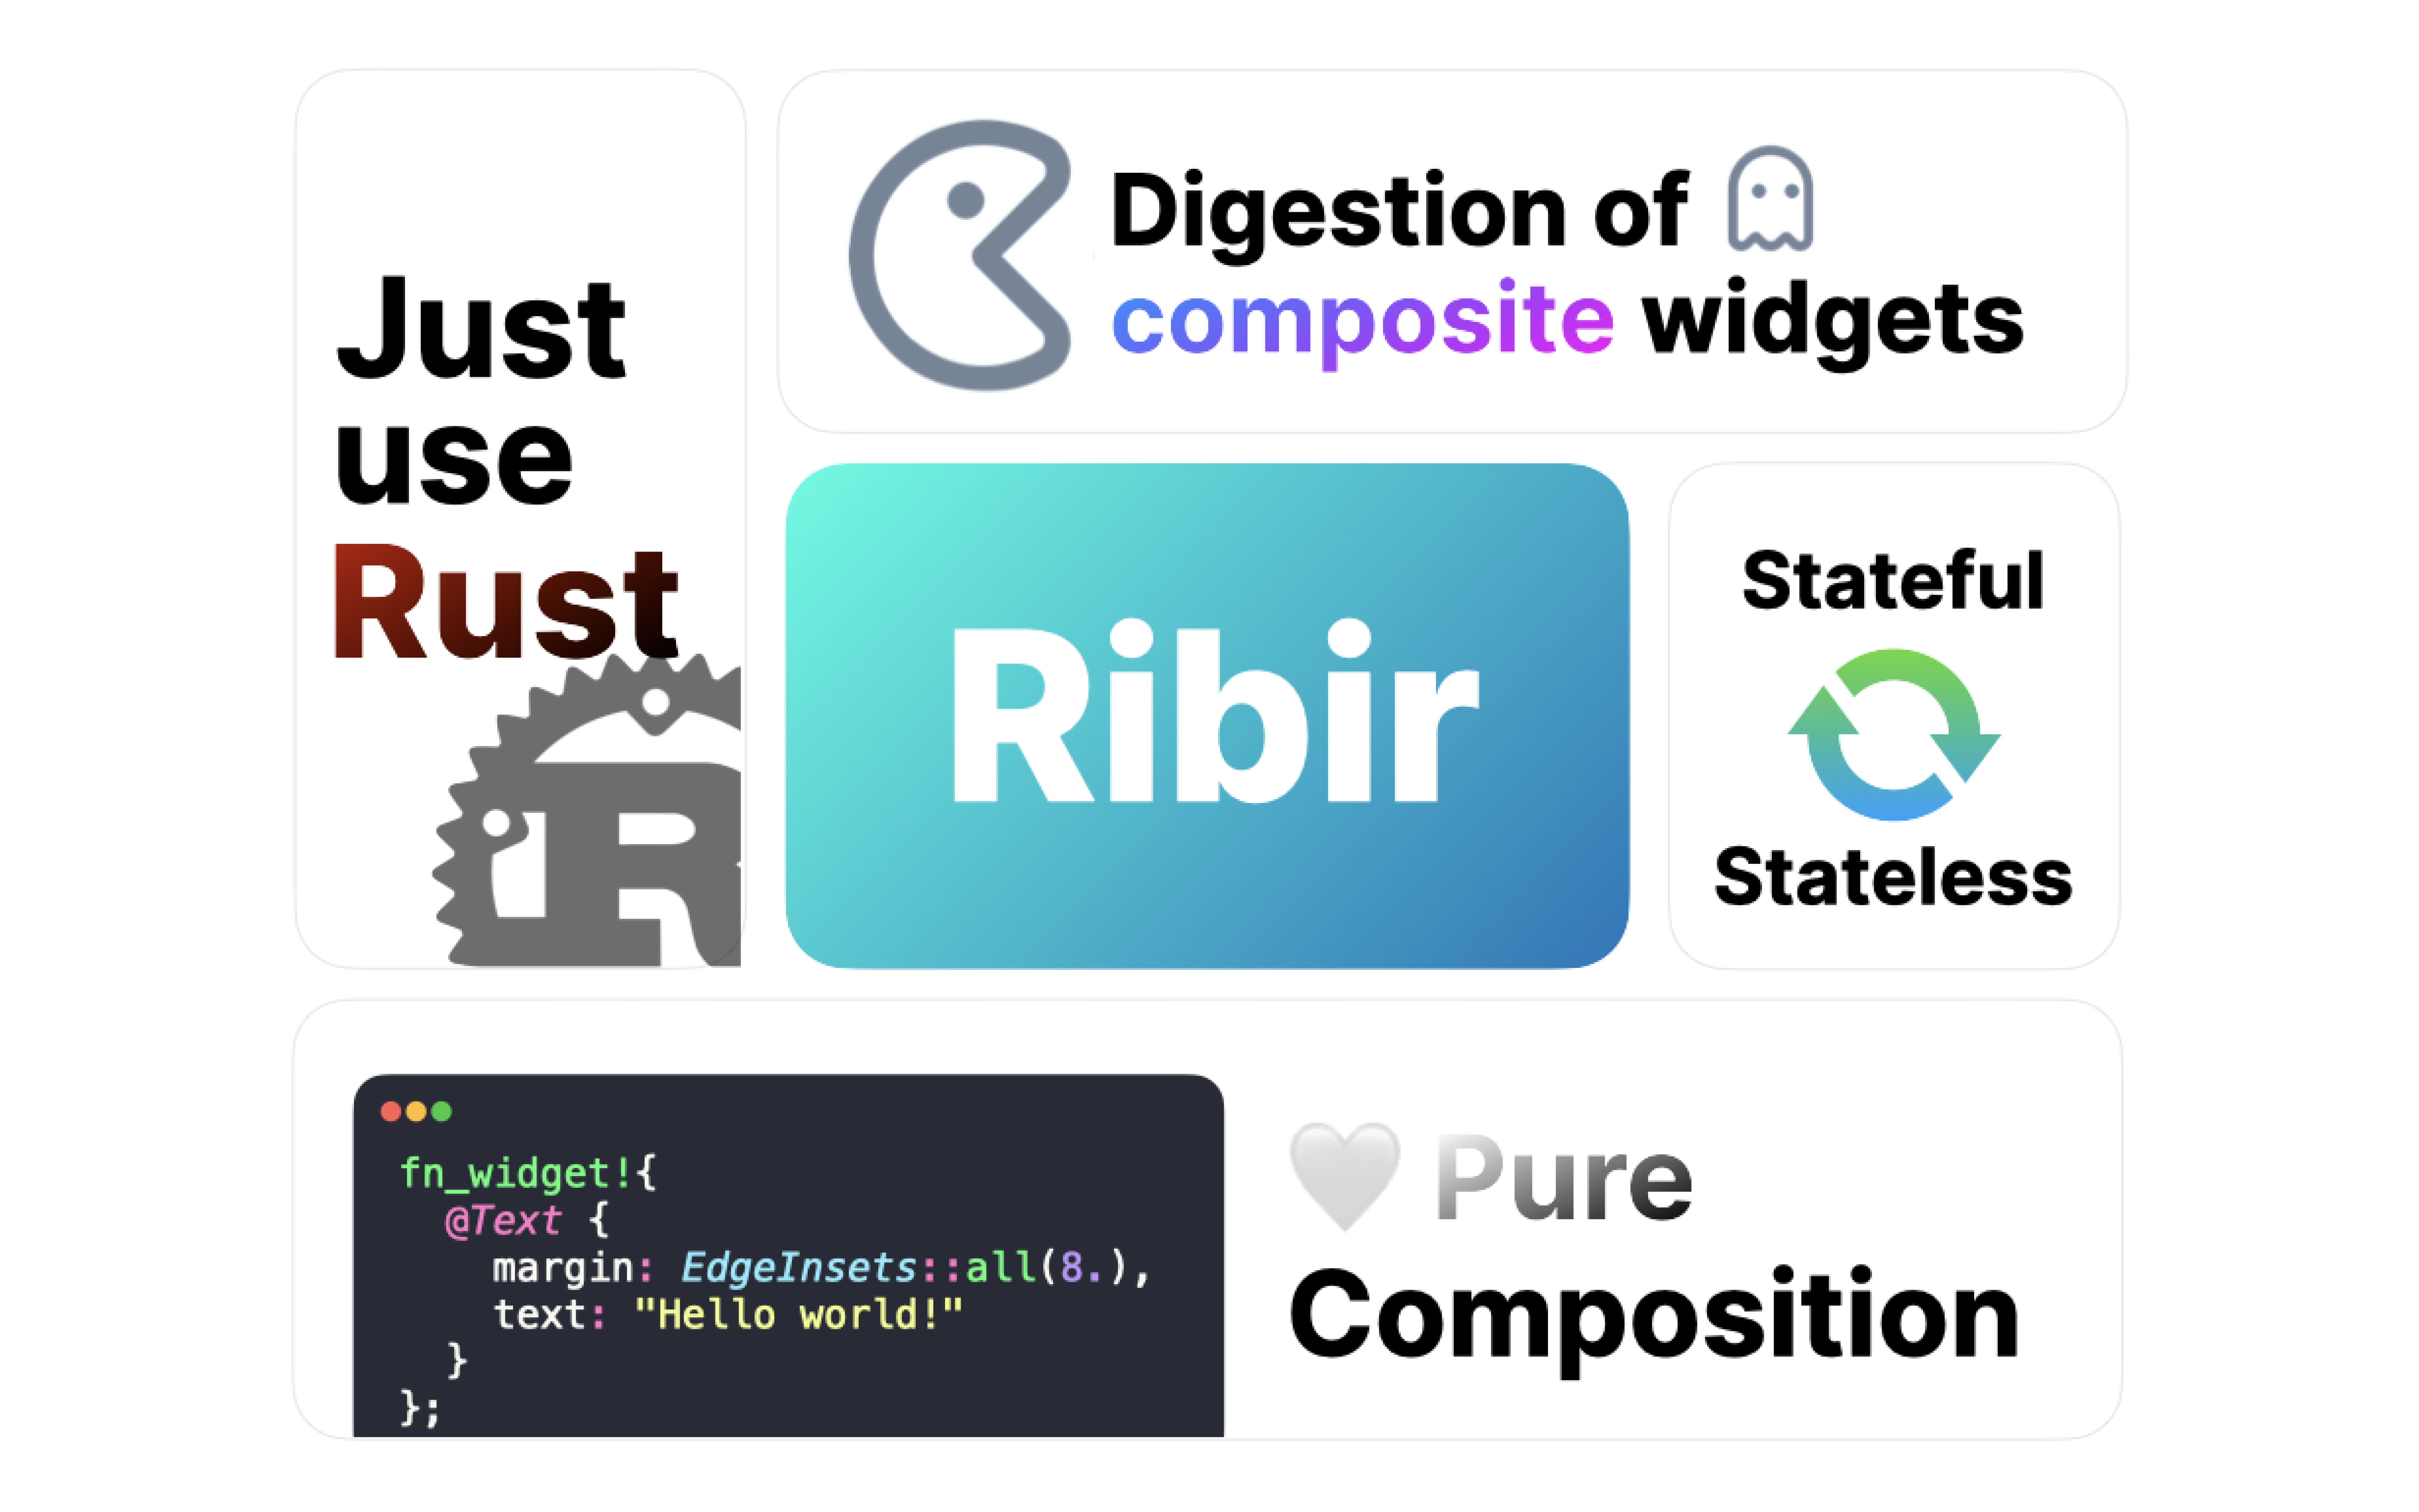 Just
use
Rust
R
Digestion of
composite widgets
Ribir
Stateful
Stateless
fn_widget!{
  @Text {
    margin: EdgeInsets::all(8.),
    text: "Hello world!"
  }
};
Pure
Composition